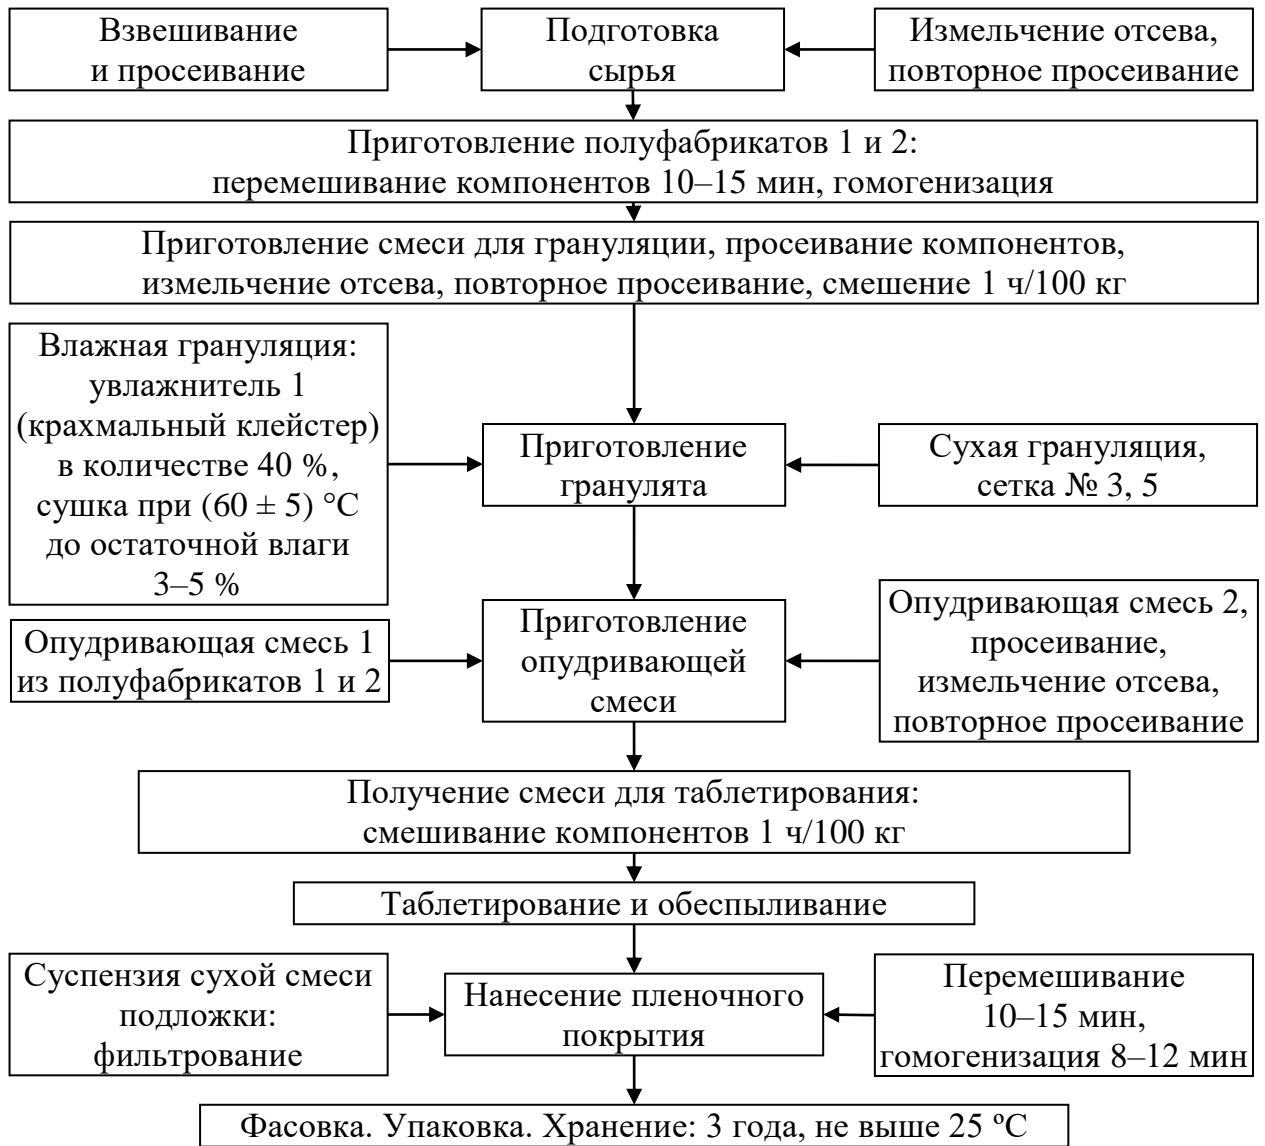 Взвешивание
и просеивание
Подготовка
сырья
Измельчение отсева,
повторное просеивание
Приготовление полуфабрикатов 1 и 2:
перемешивание компонентов 10–15 мин, гомогенизация
Приготовление смеси для грануляции, просеивание компонентов,
измельчение отсева, повторное просеивание, смешение 1 ч/100 кг
Влажная грануляция:
увлажнитель 1
(крахмальный клейстер)
в количестве 40 %,
сушка при (60 ± 5) °С
до остаточной влаги
3–5 %
Приготовление
гранулята
Сухая грануляция,
сетка № 3, 5
Опудривающая смесь 1
из полуфабрикатов 1 и 2
Приготовление
опудривающей
смеси
Опудривающая смесь 2,
просеивание,
измельчение отсева,
повторное просеивание
Получение смеси для таблетирования:
смешивание компонентов 1 ч/100 кг
Таблетирование и обеспыливание
Суспензия сухой смеси
подложки:
фильтрование
Нанесение пленочного
покрытия
Перемешивание
10–15 мин,
гомогенизация 8–12 мин
Фасовка. Упаковка. Хранение: 3 года, не выше 25 ºС